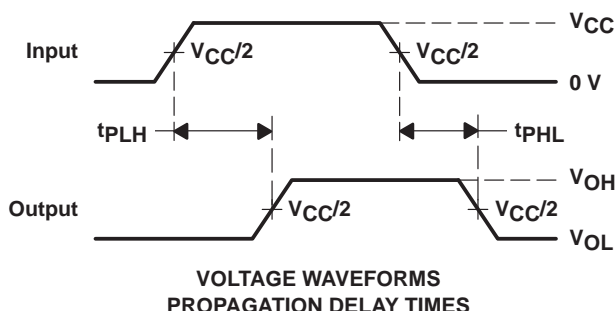 VCC
Input VCC/2 VCC/2
0 V
tPLH tPHL
VOH
Output VCC/2 VCC/2
VOL
VOLTAGE WAVEFORMS
PROPAGATION DELAY TIMES